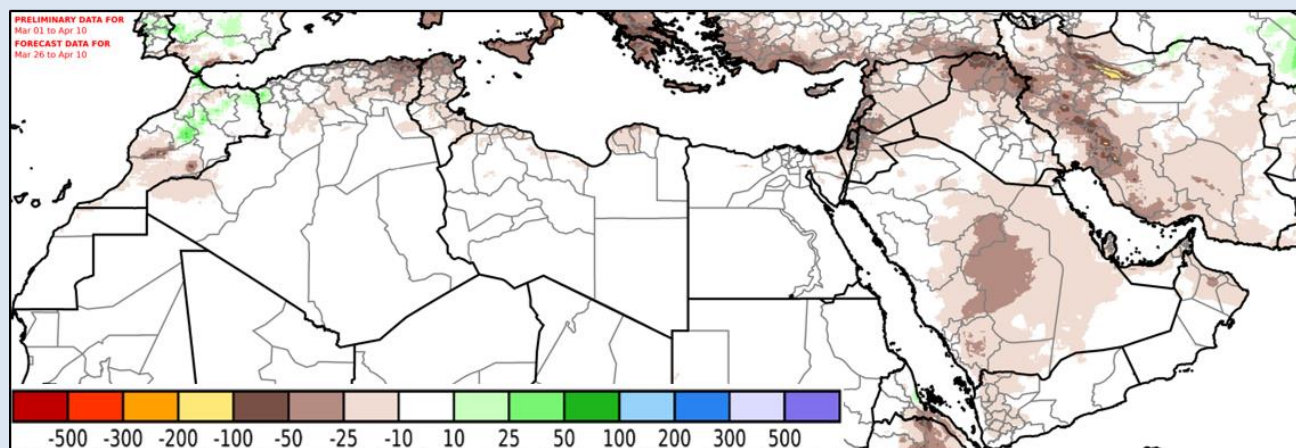 PRELIMINARY DATA FOR
Mar 01 to Apr 10
FORECAST DATA FOR
Mar 26 to Apr 10
-500 -300 -200 -100 -50 -25 -10 10 25 50 100 200 300 500